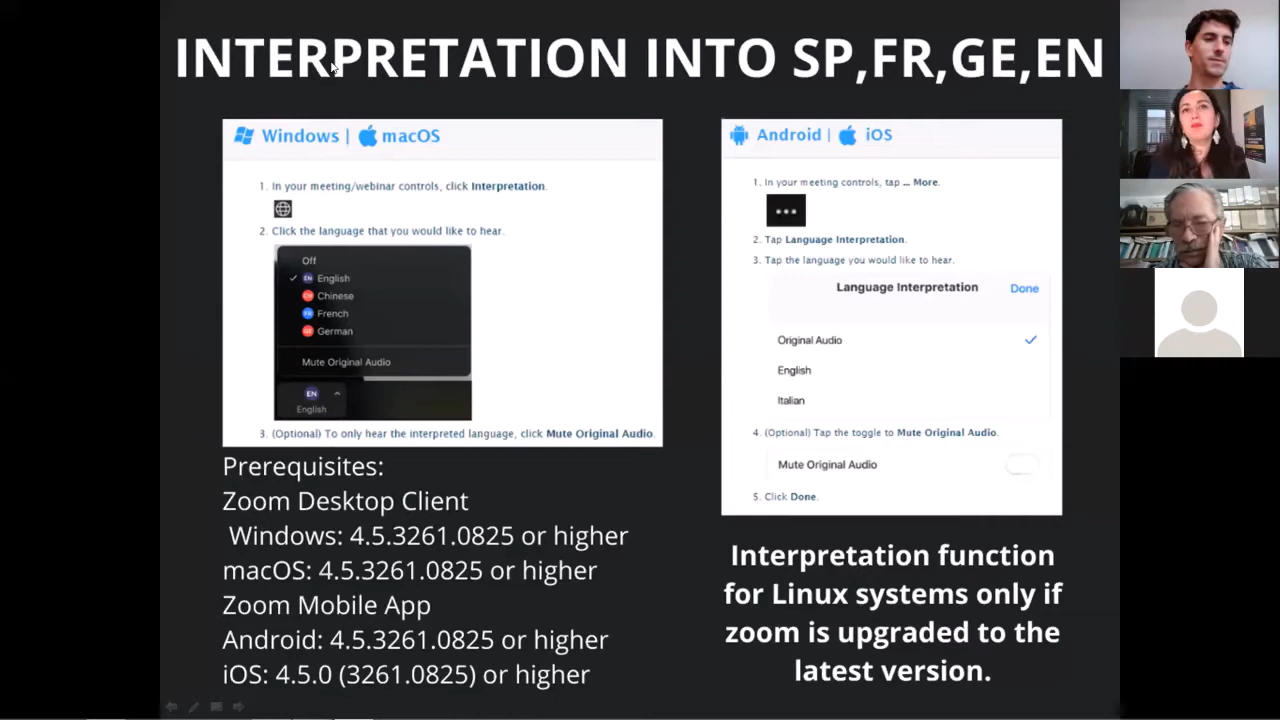 INTERPRETATION INTO SP,FR,GE,EN
Windows | macOS
1. In your meeting/webinar controls, click Interpretation.
2. Click the language that you would like to hear.
Off
✓ EN English
CH Chinese
FR French
GE German
Mute Original Audio
EN
English
3. (Optional) To only hear the interpreted language, click Mute Original Audio.
Prerequisites:
Zoom Desktop Client
Windows: 4.5.3261.0825 or higher
macOS: 4.5.3261.0825 or higher
Zoom Mobile App
Android: 4.5.3261.0825 or higher
iOS: 4.5.0 (3261.0825) or higher
Android | iOS
1. In your meeting controls, tap ... More.
2. Tap Language Interpretation.
3. Tap the language you would like to hear.
Language Interpretation Done
Original Audio
English
Italian
4. (Optional) Tap the toggle to Mute Original Audio.
Mute Original Audio
5. Click Done.
Interpretation function
for Linux systems only if
zoom is upgraded to the
latest version.